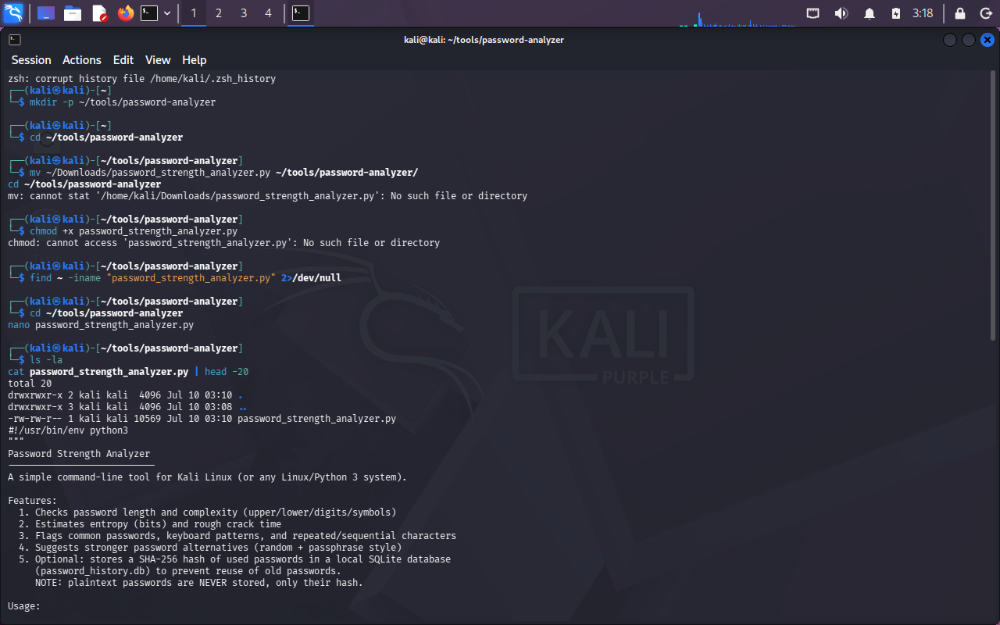 1 2 3 4 3:18
kali@kali: ~/tools/password-analyzer
Session Actions Edit View Help
zsh: corrupt history file /home/kali/.zsh_history
┌──(kali㉿kali)-[~]
└─$ mkdir -p ~/tools/password-analyzer
┌──(kali㉿kali)-[~]
└─$ cd ~/tools/password-analyzer
┌──(kali㉿kali)-[~/tools/password-analyzer]
└─$ mv ~/Downloads/password_strength_analyzer.py ~/tools/password-analyzer/
cd ~/tools/password-analyzer
mv: cannot stat '/home/kali/Downloads/password_strength_analyzer.py': No such file or directory
┌──(kali㉿kali)-[~/tools/password-analyzer]
└─$ chmod +x password_strength_analyzer.py
chmod: cannot access 'password_strength_analyzer.py': No such file or directory
┌──(kali㉿kali)-[~/tools/password-analyzer]
└─$ find ~ -iname "password_strength_analyzer.py" 2>/dev/null
┌──(kali㉿kali)-[~/tools/password-analyzer]
└─$ cd ~/tools/password-analyzer
nano password_strength_analyzer.py
┌──(kali㉿kali)-[~/tools/password-analyzer]
└─$ ls -la
cat password_strength_analyzer.py | head -20
total 20
drwxrwxr-x 2 kali kali  4096 Jul 10 03:10 .
drwxrwxr-x 3 kali kali  4096 Jul 10 03:08 ..
-rw-rw-r-- 1 kali kali 10569 Jul 10 03:10 password_strength_analyzer.py
#!/usr/bin/env python3
"""
Password Strength Analyzer
---------------------------
A simple command-line tool for Kali Linux (or any Linux/Python 3 system).
Features:
  1. Checks password length and complexity (upper/lower/digits/symbols)
  2. Estimates entropy (bits) and rough crack time
  3. Flags common passwords, keyboard patterns, and repeated/sequential characters
  4. Suggests stronger password alternatives (random + passphrase style)
  5. Optional: stores a SHA-256 hash of used passwords in a local SQLite database
     (password_history.db) to prevent reuse of old passwords.
     NOTE: plaintext passwords are NEVER stored, only their hash.
Usage:
KALI
PURPLE